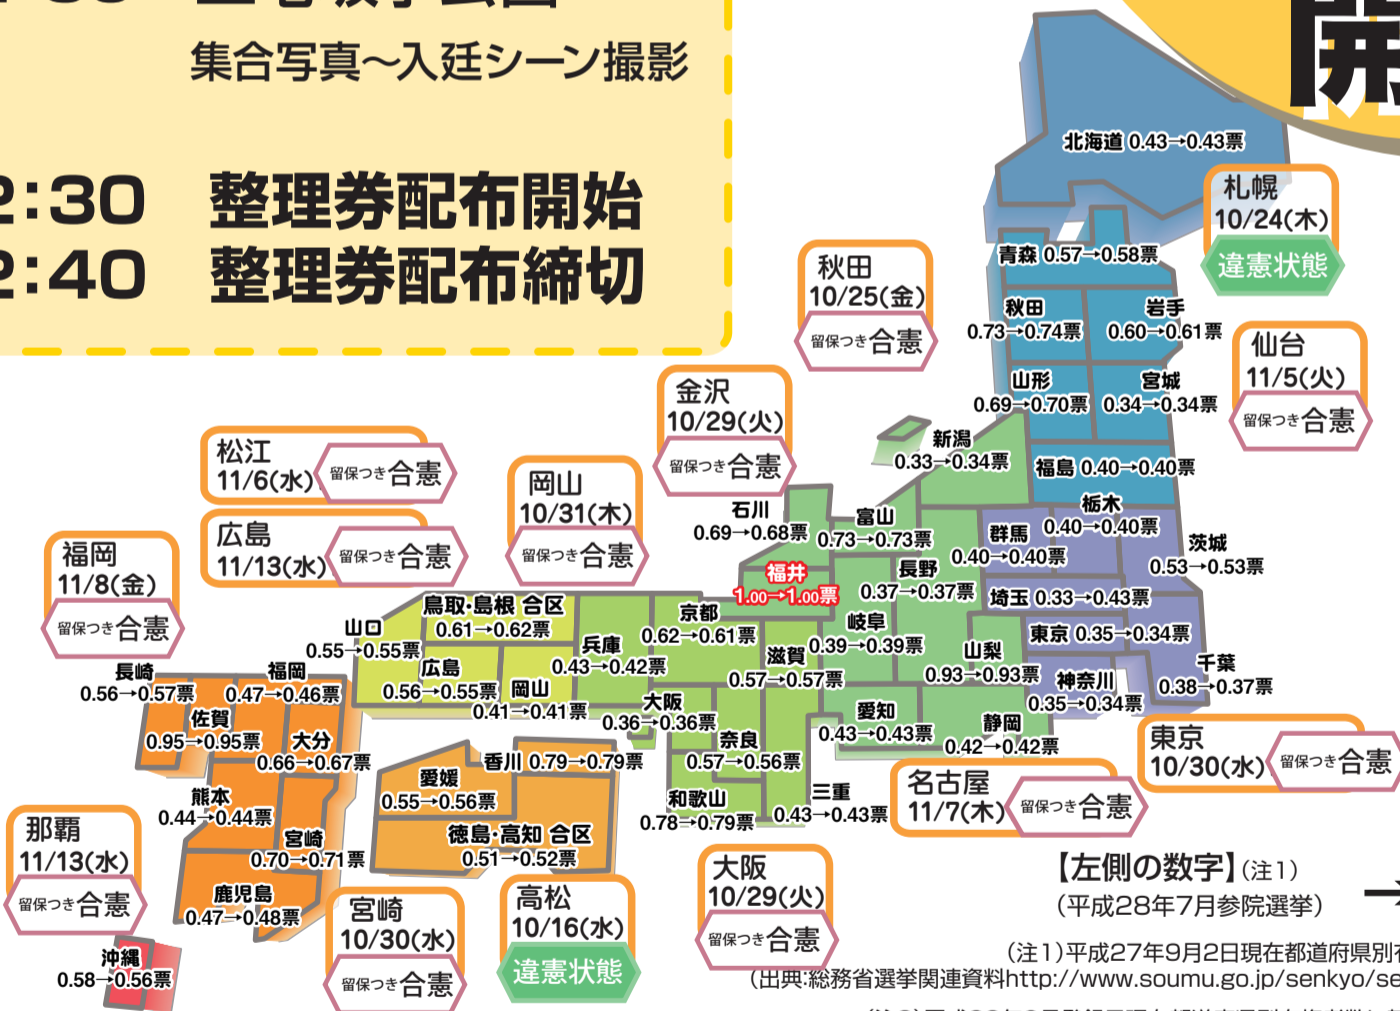 集合写真～入廷シーン撮影
2:30 整理券配布開始
2:40 整理券配布締切
開
北海道 0.43→0.43票
札幌
10/24(木)
違憲状態
青森 0.57→0.58票
秋田
10/25(金)
留保つき合憲
秋田
0.73→0.74票
岩手
0.60→0.61票
仙台
11/5(火)
留保つき合憲
山形
0.69→0.70票
宮城
0.34→0.34票
金沢
10/29(火)
留保つき合憲
新潟
0.33→0.34票
福島 0.40→0.40票
松江
11/6(水)
留保つき合憲
岡山
10/31(木)
留保つき合憲
広島
11/13(水)
留保つき合憲
福岡
11/8(金)
留保つき合憲
石川
0.69→0.68票
富山
0.73→0.73票
群馬
0.40→0.40票
栃木
0.40→0.40票
茨城
0.53→0.53票
福井
1.00→1.00票
長野
0.37→0.37票
埼玉 0.33→0.43票
鳥取・島根 合区
0.61→0.62票
山口
0.55→0.55票
京都
0.62→0.61票
兵庫
0.43→0.42票
滋賀
0.57→0.57票
岐阜
0.39→0.39票
山梨
0.93→0.93票
東京 0.35→0.34票
神奈川
0.35→0.34票
千葉
0.38→0.37票
長崎
0.56→0.57票
福岡
0.47→0.46票
広島
0.56→0.55票
岡山
0.41→0.41票
大阪
0.36→0.36票
愛知
0.43→0.43票
静岡
0.42→0.42票
佐賀
0.95→0.95票
大分
0.66→0.67票
奈良
0.57→0.56票
東京
10/30(水)
留保つき合憲
香川 0.79→0.79票
愛媛
0.55→0.56票
和歌山
0.78→0.79票
三重
0.43→0.43票
名古屋
11/7(木)
留保つき合憲
熊本
0.44→0.44票
宮崎
0.70→0.71票
徳島・高知 合区
0.51→0.52票
那覇
11/13(水)
留保つき合憲
鹿児島
0.47→0.48票
宮崎
10/30(水)
留保つき合憲
高松
10/16(水)
違憲状態
大阪
10/29(火)
留保つき合憲
沖縄
0.58→0.56票
【左側の数字】(注1)
(平成28年7月参院選挙)
→
(注1)平成27年9月2日現在都道府県別
(出典:総務省選挙関連資料http://www.soumu.go.jp/senkyo/se